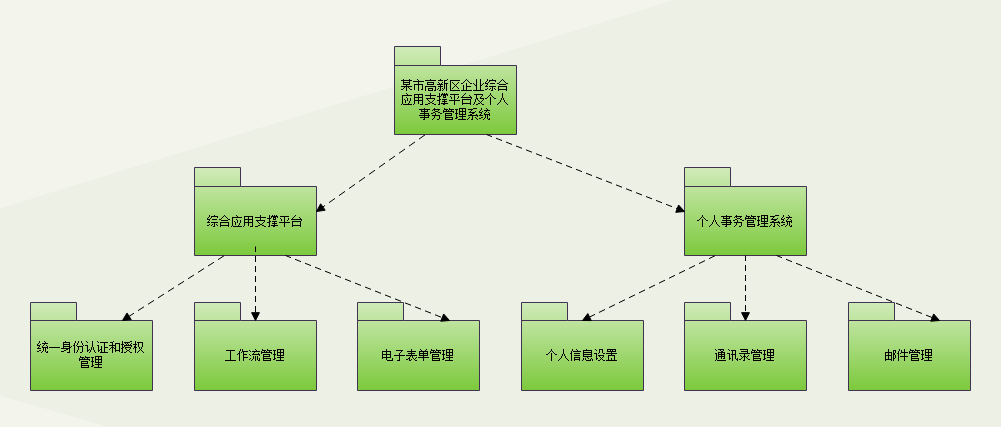 某市高新区企业综合
应用支撑平台及个人
事务管理系统
综合应用支撑平台
个人事务管理系统
统一身份认证和授权
管理
工作流管理
电子表单管理
个人信息设置
通讯录管理
邮件管理